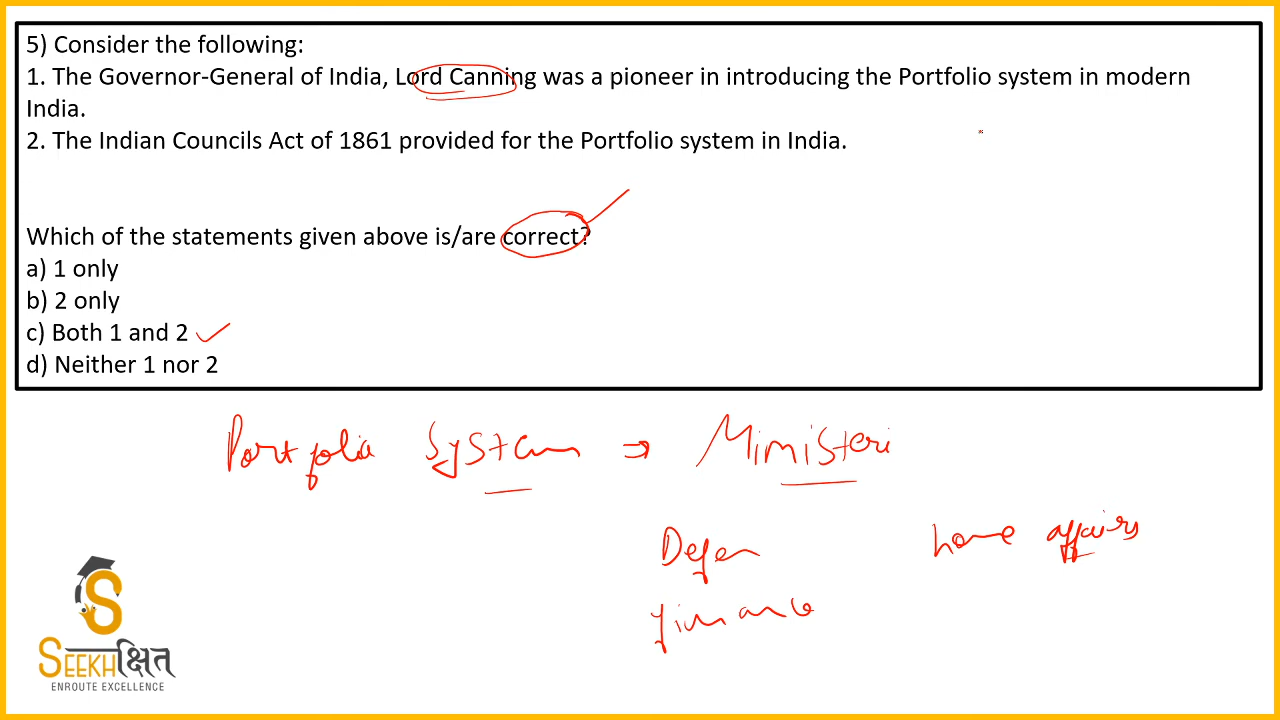 5) Consider the following:
1. The Governor-General of India, Lord Canning was a pioneer in introducing the Portfolio system in modern
India.
2. The Indian Councils Act of 1861 provided for the Portfolio system in India.
Which of the statements given above is/are correct?
a) 1 only
b) 2 only
c) Both 1 and 2
d) Neither 1 nor 2
Portfolio System ⇒ Ministeri
Defen home affairs
finance
SEEKHक्षित
ENROUTE EXCELLENCE